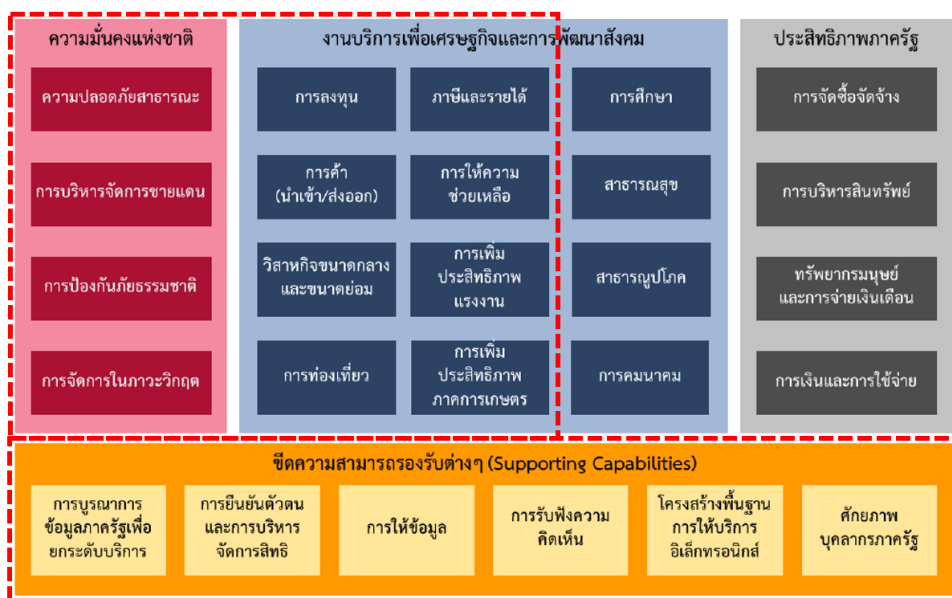 ความมั่นคงแห่งชาติ
ความปลอดภัยสาธารณะ
การบริหารจัดการชายแดน
การป้องกันภัยธรรมชาติ
การจัดการในภาวะวิกฤต
งานบริการเพื่อเศรษฐกิจและการพัฒนาสังคม
การลงทุน
ภาษีและรายได้
การศึกษา
การค้า
(นำเข้า/ส่งออก)
การให้ความ
ช่วยเหลือ
สาธารณสุข
วิสาหกิจขนาดกลาง
และขนาดย่อม
การเพิ่ม
ประสิทธิภาพ
แรงงาน
สาธารณูปโภค
การท่องเที่ยว
การเพิ่ม
ประสิทธิภาพ
ภาคการเกษตร
การคมนาคม
ประสิทธิภาพภาครัฐ
การจัดซื้อจัดจ้าง
การบริหารสินทรัพย์
ทรัพยากรมนุษย์
และการจ่ายเงินเดือน
การเงินและการใช้จ่าย
ขีดความสามารถรองรับต่างๆ (Supporting Capabilities)
การบูรณาการ
ข้อมูลภาครัฐเพื่อ
ยกระดับบริการ
การยืนยันตัวตน
และการบริหาร
จัดการสิทธิ
การให้ข้อมูล
การรับฟังความ
คิดเห็น
โครงสร้างพื้นฐาน
การให้บริการ
อิเล็กทรอนิกส์
ศักยภาพ
บุคลากรภาครัฐ